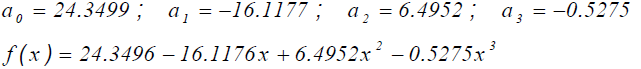 a₀ = 24.3499 ; a₁ = −16.1177 ; a₂ = 6.4952 ; a₃ = −0.5275
f(x) = 24.3496 − 16.1176x + 6.4952x² − 0.5275x³